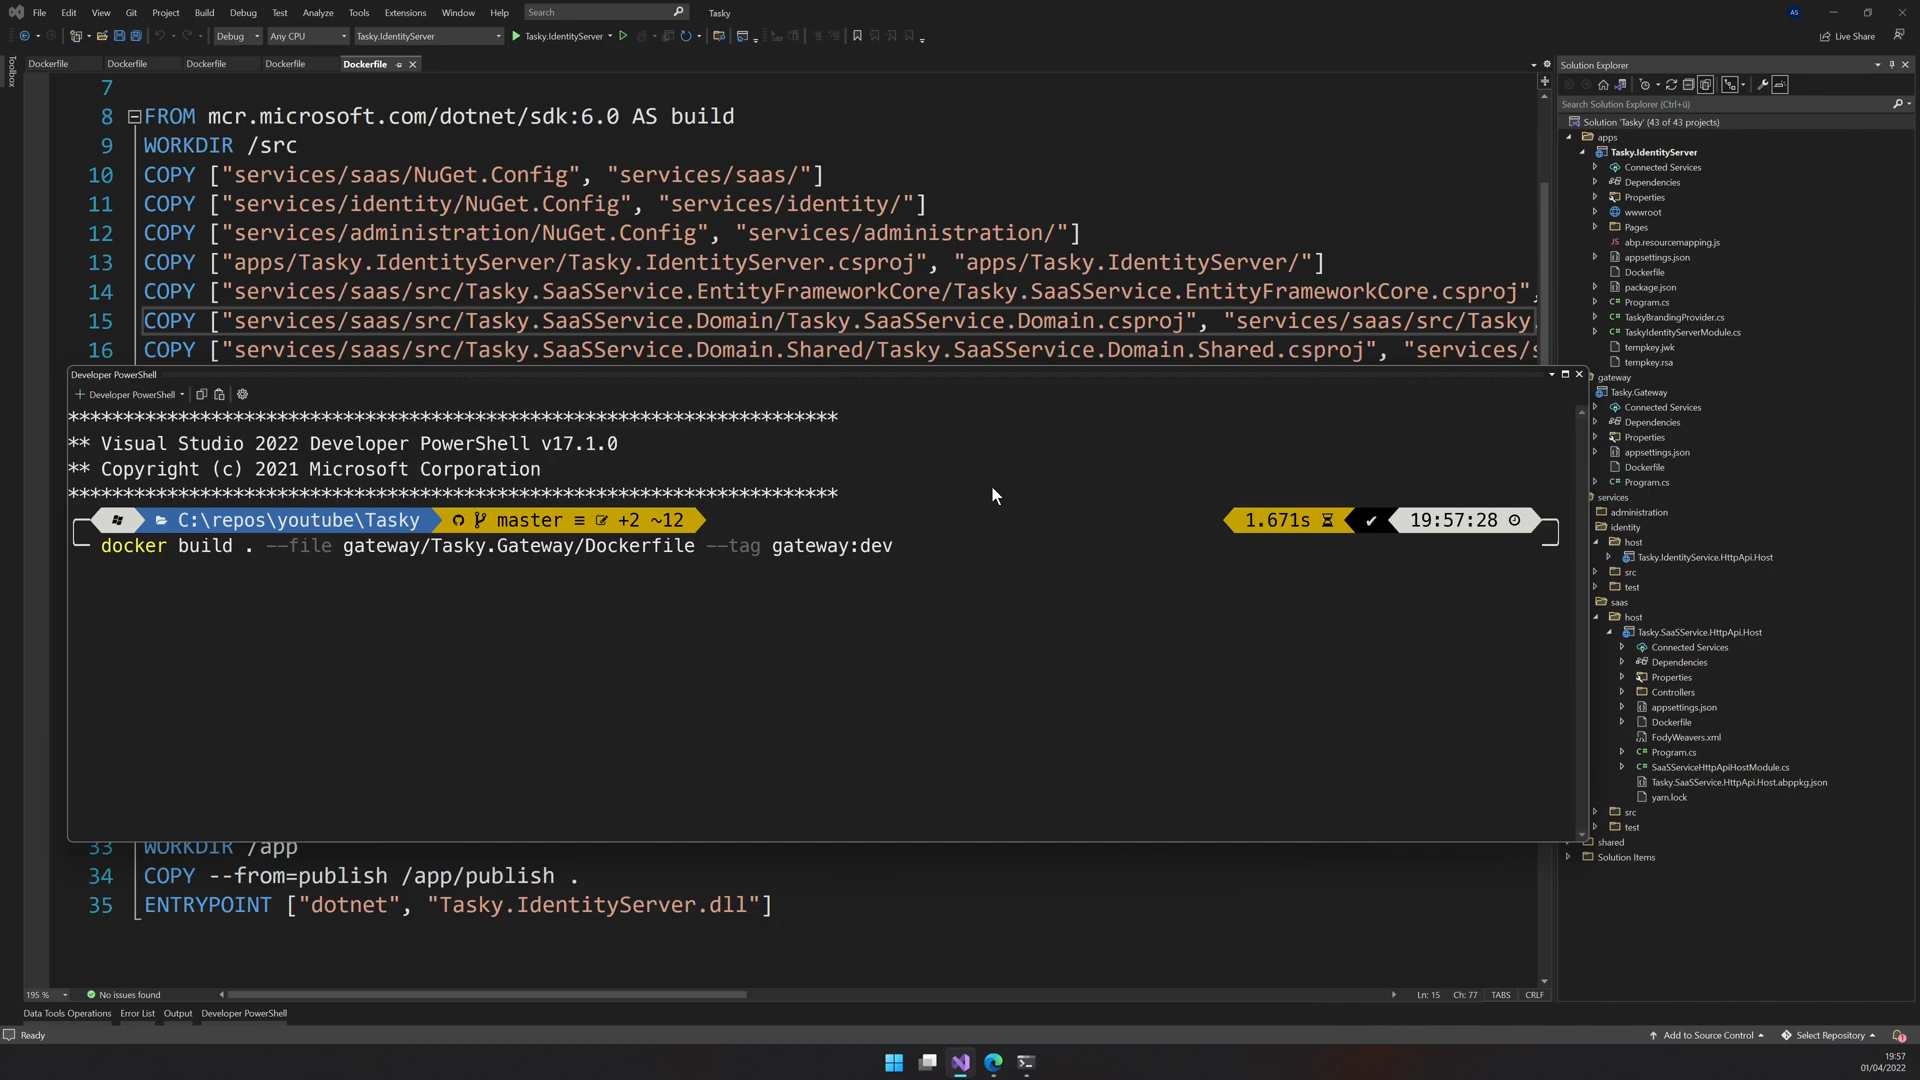 File Edit View Git Project Build Debug Test Analyze Tools Extensions Window Help Search Tasky AS
Debug Any CPU Tasky.IdentityServer Tasky.IdentityServer Live Share
Toolbox
Dockerfile Dockerfile Dockerfile Dockerfile Dockerfile
7
8 FROM mcr.microsoft.com/dotnet/sdk:6.0 AS build
9 WORKDIR /src
10 COPY ["services/saas/NuGet.Config", "services/saas/"]
11 COPY ["services/identity/NuGet.Config", "services/identity/"]
12 COPY ["services/administration/NuGet.Config", "services/administration/"]
13 COPY ["apps/Tasky.IdentityServer/Tasky.IdentityServer.csproj", "apps/Tasky.IdentityServer/"]
14 COPY ["services/saas/src/Tasky.SaaSService.EntityFrameworkCore/Tasky.SaaSService.EntityFrameworkCore.csproj",
15 COPY ["services/saas/src/Tasky.SaaSService.Domain/Tasky.SaaSService.Domain.csproj", "services/saas/src/Tasky.
16 COPY ["services/saas/src/Tasky.SaaSService.Domain.Shared/Tasky.SaaSService.Domain.Shared.csproj", "services/s
Developer PowerShell
Developer PowerShell
**********************************************************************
** Visual Studio 2022 Developer PowerShell v17.1.0
** Copyright (c) 2021 Microsoft Corporation
**********************************************************************
C:\repos\youtube\Tasky master ≡ +2 ~12 1.671s ✔ 19:57:28
docker build . --file gateway/Tasky.Gateway/Dockerfile --tag gateway:dev
33 WORKDIR /app
34 COPY --from=publish /app/publish .
35 ENTRYPOINT ["dotnet", "Tasky.IdentityServer.dll"]
195 % No issues found Ln: 15 Ch: 77 TABS CRLF
Data Tools Operations Error List Output Developer PowerShell
Ready Add to Source Control Select Repository 1
Solution Explorer
Search Solution Explorer (Ctrl+ü)
Solution 'Tasky' (43 of 43 projects)
apps
Tasky.IdentityServer
Connected Services
Dependencies
Properties
wwwroot
Pages
abp.resourcemapping.js
appsettings.json
Dockerfile
package.json
Program.cs
TaskyBrandingProvider.cs
TaskyIdentityServerModule.cs
tempkey.jwk
tempkey.rsa
gateway
Tasky.Gateway
Connected Services
Dependencies
Properties
appsettings.json
Dockerfile
Program.cs
services
administration
identity
host
Tasky.IdentityService.HttpApi.Host
src
test
saas
host
Tasky.SaaSService.HttpApi.Host
Connected Services
Dependencies
Properties
Controllers
appsettings.json
Dockerfile
FodyWeavers.xml
Program.cs
SaaSServiceHttpApiHostModule.cs
Tasky.SaaSService.HttpApi.Host.abppkg.json
yarn.lock
src
test
shared
Solution Items
19:57
01/04/2022